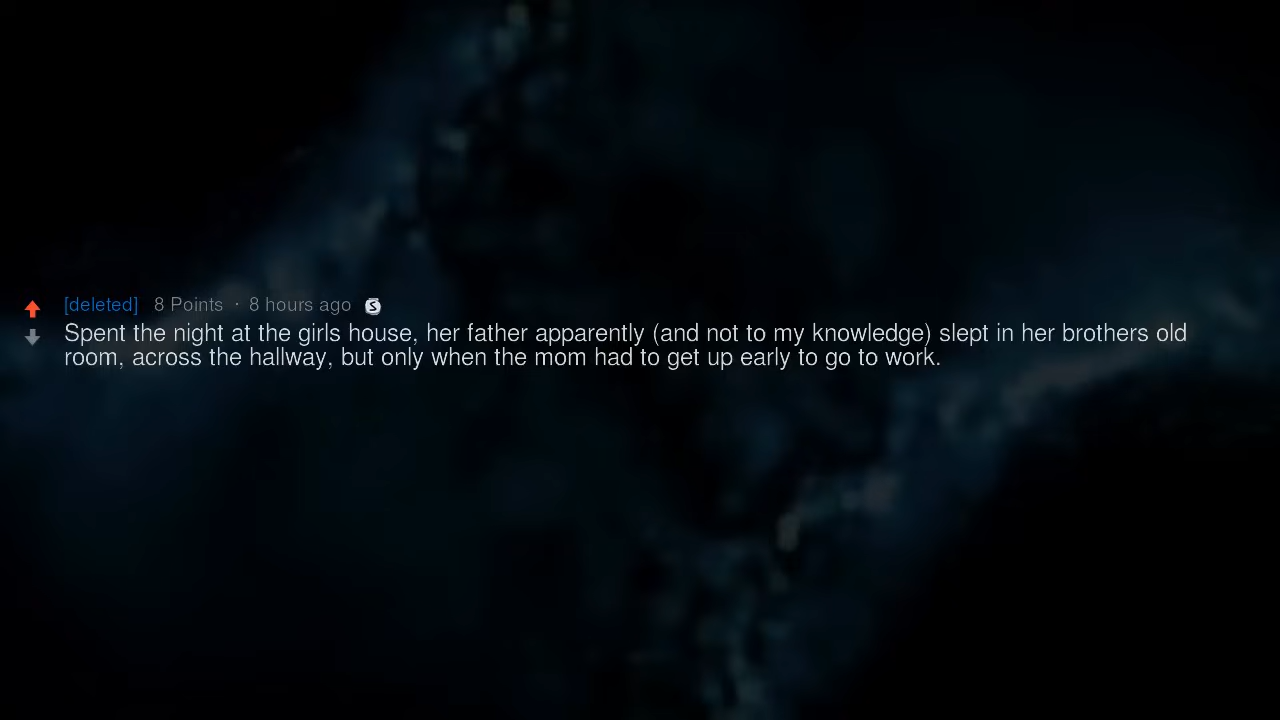 [deleted] 8 Points · 8 hours ago
Spent the night at the girls house, her father apparently (and not to my knowledge) slept in her brothers old
room, across the hallway, but only when the mom had to get up early to go to work.